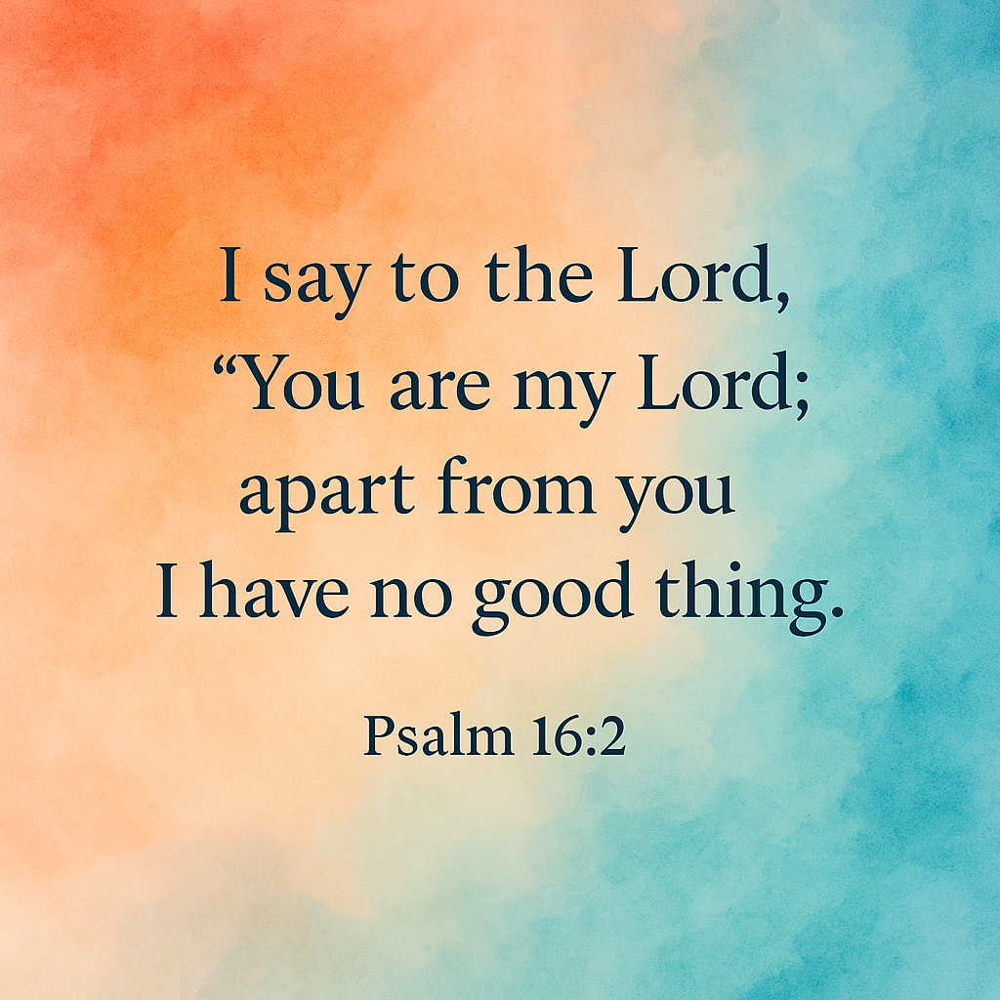 I say to the Lord,
“You are my Lord;
apart from you
I have no good thing.
Psalm 16:2